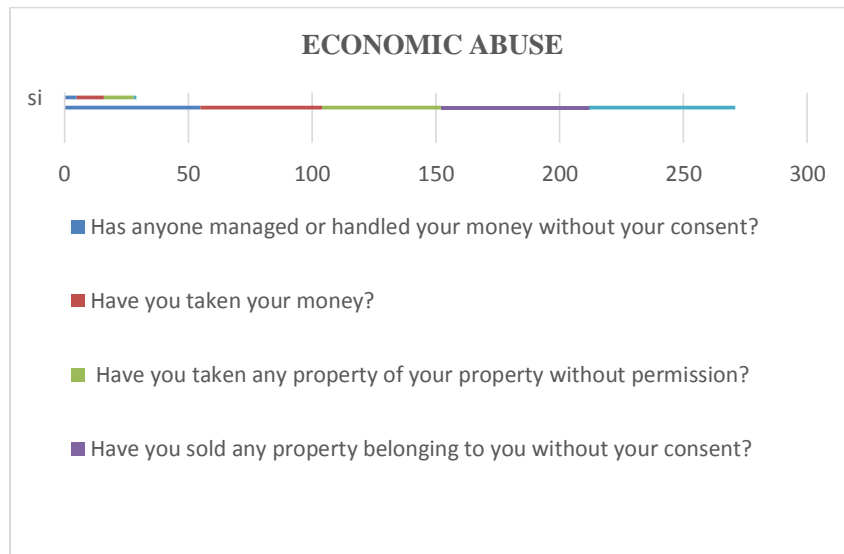 ECONOMIC ABUSE
si
0 50 100 150 200 250 300
Has anyone managed or handled your money without your consent?
Have you taken your money?
Have you taken any property of your property without permission?
Have you sold any property belonging to you without your consent?